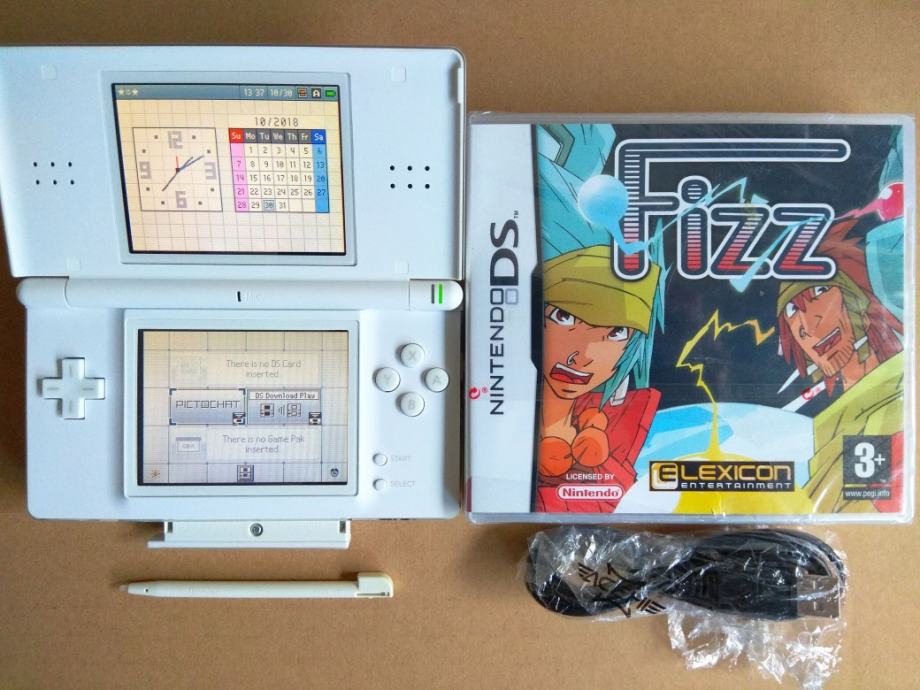 13 37 10/30 A
10/2018
Su Mo Tu We Th Fr Sa
1 2 3 4 5 6
7 8 9 10 11 12 13
14 15 16 17 18 19 20
21 22 23 24 25 26 27
28 29 30 31
12
9 3
6
MIC
There is no DS Card
inserted.
PICTOCHAT
DS Download Play
There is no Game Pak
inserted.
X
Y A
B
START
SELECT
NINTENDO DS™
Fizz
LICENSED BY
Nintendo®
LEXICON
ENTERTAINMENT
3+
www.pegi.info